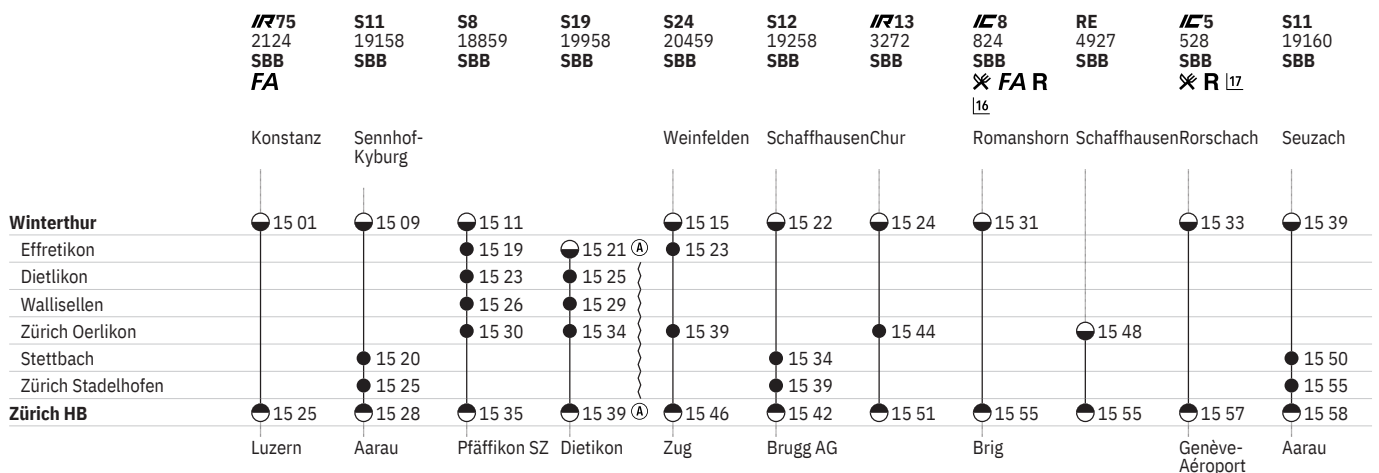 IR75 S11 S8 S19 S24 S12 IR13 IC8 RE IC5 S11
2124 19158 18859 19958 20459 19258 3272 824 4927 528 19160
SBB SBB SBB SBB SBB SBB SBB SBB SBB SBB SBB
FA FA R R 17
16
Konstanz Sennhof- Weinfelden Schaffhausen Chur Romanshorn Schaffhausen Rorschach Seuzach
Kyburg
Winterthur 15 01 15 09 15 11 15 15 15 22 15 24 15 31 15 33 15 39
Effretikon 15 19 15 21 A 15 23
Dietlikon 15 23 15 25
Wallisellen 15 26 15 29
Zürich Oerlikon 15 30 15 34 15 39 15 44 15 48
Stettbach 15 20 15 34 15 50
Zürich Stadelhofen 15 25 15 39 15 55
Zürich HB 15 25 15 28 15 35 15 39 A 15 46 15 42 15 51 15 55 15 55 15 57 15 58
Luzern Aarau Pfäffikon SZ Dietikon Zug Brugg AG Brig Genève- Aarau
Aéroport